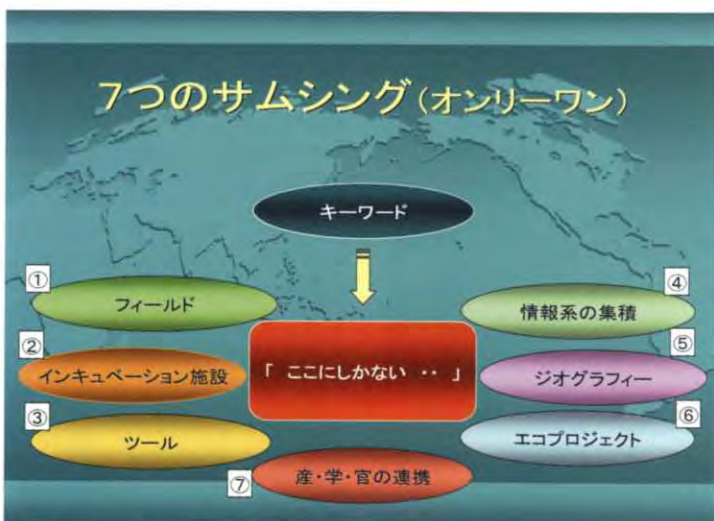 7つのサムシング(オンリーワン)
キーワード
① フィールド
② インキュベーション施設
③ ツール
「 ここにしかない ・・ 」
④ 情報系の集積
⑤ ジオグラフィー
⑥ エコプロジェクト
⑦ 産・学・官の連携